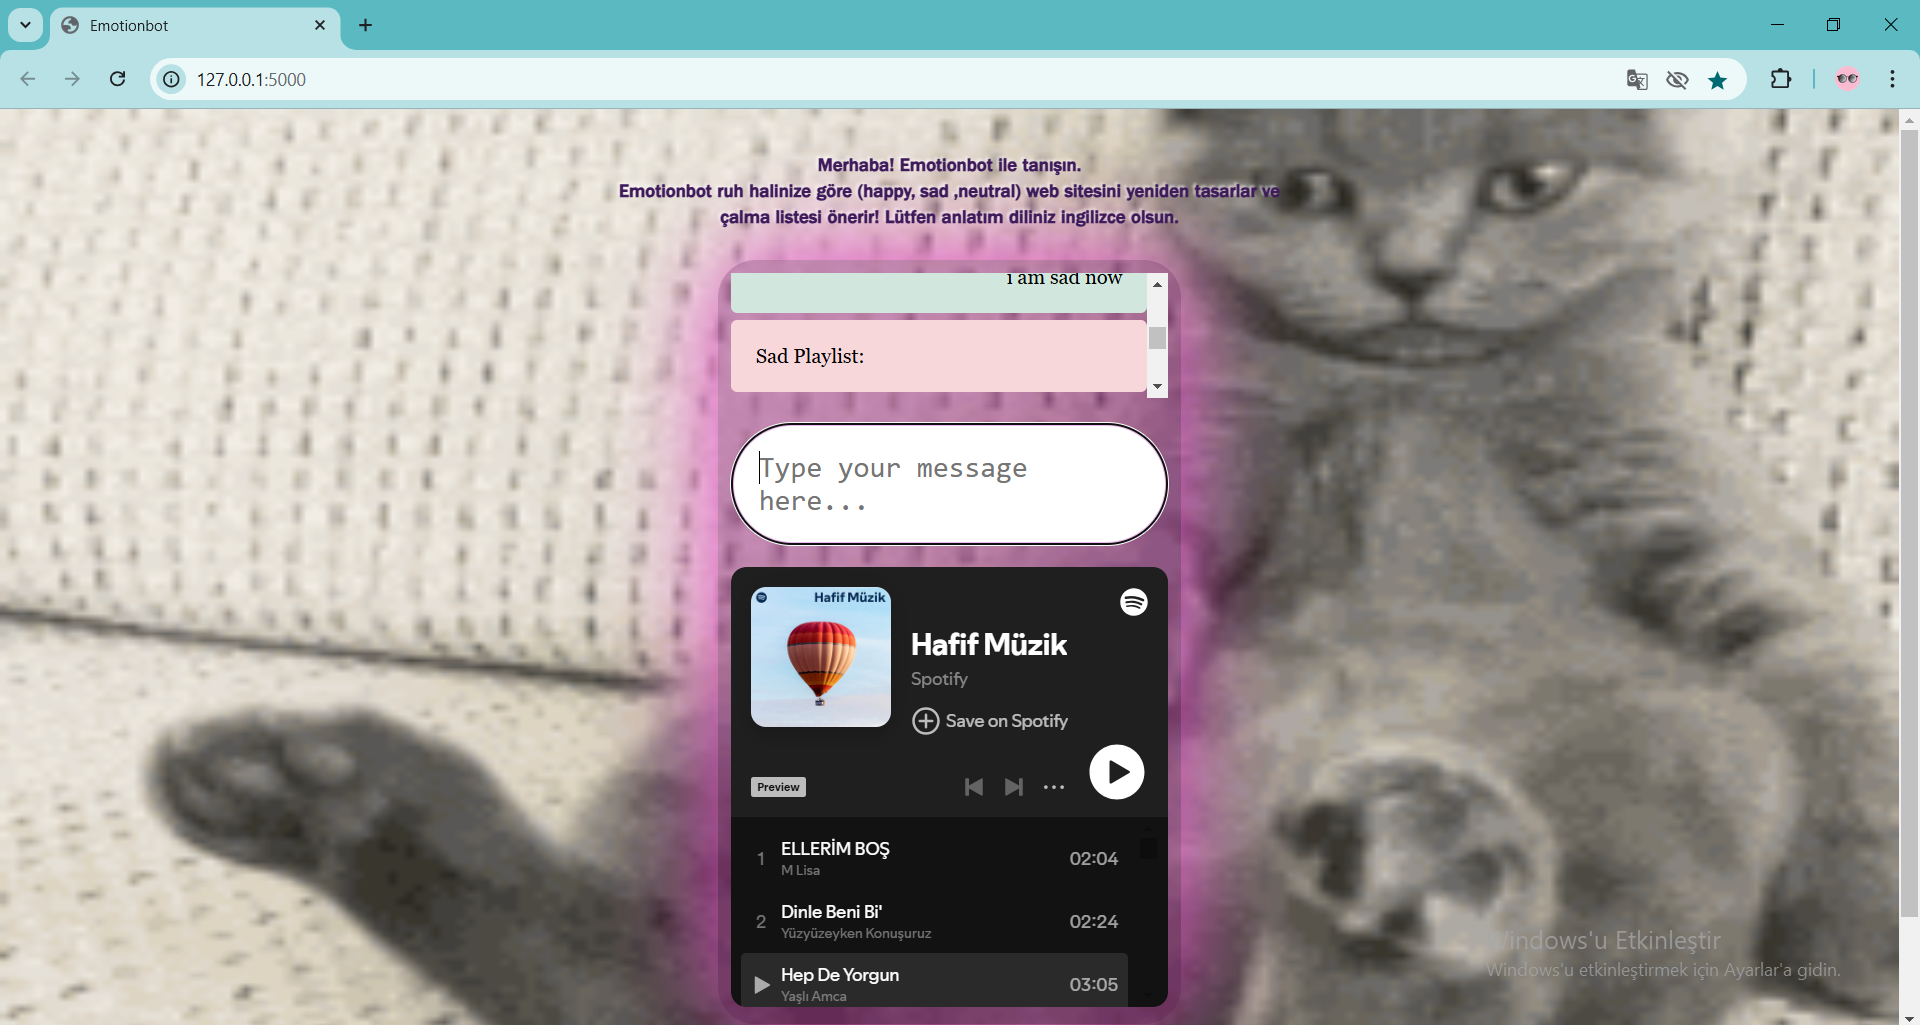 Emotionbot
127.0.0.1:5000
Merhaba! Emotionbot ile tanışın.
Emotionbot ruh halinize göre (happy, sad ,neutral) web sitesini yeniden tasarlar ve
çalma listesi önerir! Lütfen anlatım diliniz ingilizce olsun.
i am sad now
Sad Playlist:
Type your message
here...
Hafif Müzik
Hafif Müzik
Spotify
Save on Spotify
Preview
1 ELLERİM BOŞ 02:04
M Lisa
2 Dinle Beni Bi' 02:24
Yüzyüzeyken Konuşuruz
Hep De Yorgun 03:05
Yaşlı Amca
Windows'u Etkinleştir
Windows'u etkinleştirmek için Ayarlar'a gidin.